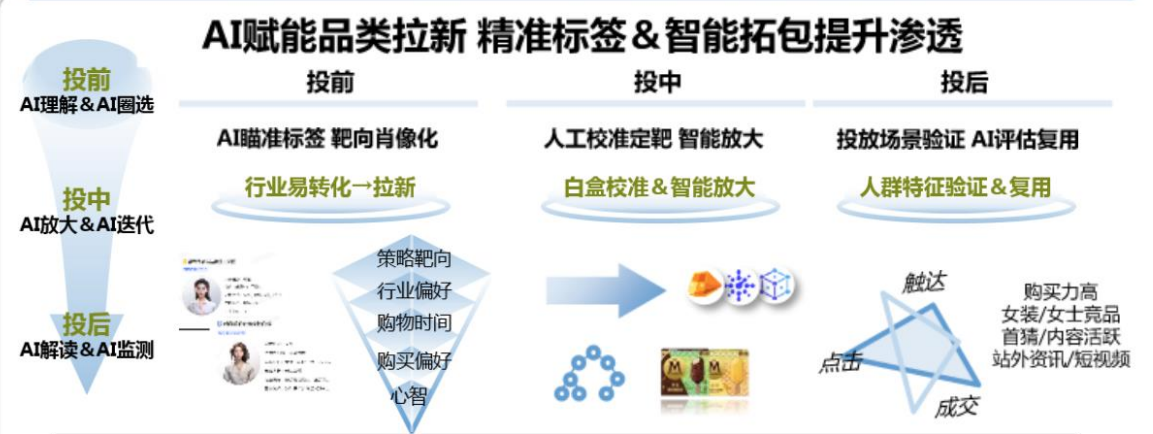 AI赋能品类拉新 精准标签＆智能拓包提升渗透
投前
AI理解＆AI圈选
投中
AI放大＆AI迭代
投后
AI解读＆AI监测
投前
AI瞄准标签 靶向肖像化
行业易转化→拉新
策略靶向
行业偏好
购物时间
购买偏好
心智
投中
人工校准定靶 智能放大
白盒校准＆智能放大
投后
投放场景验证 AI评估复用
人群特征验证＆复用
触达
点击
成交
购买力高
女装/女士竞品
首猜/内容活跃
站外资讯/短视频